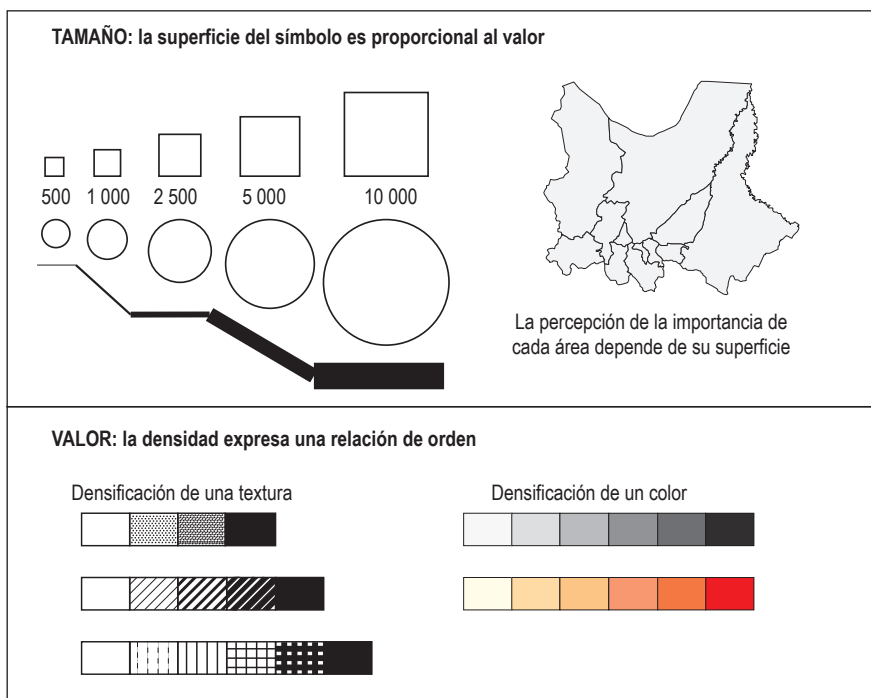 TAMAÑO: la superficie del símbolo es proporcional al valor
500 1 000 2 500 5 000 10 000
La percepción de la importancia de
cada área depende de su superficie
VALOR: la densidad expresa una relación de orden
Densificación de una textura
Densificación de un color